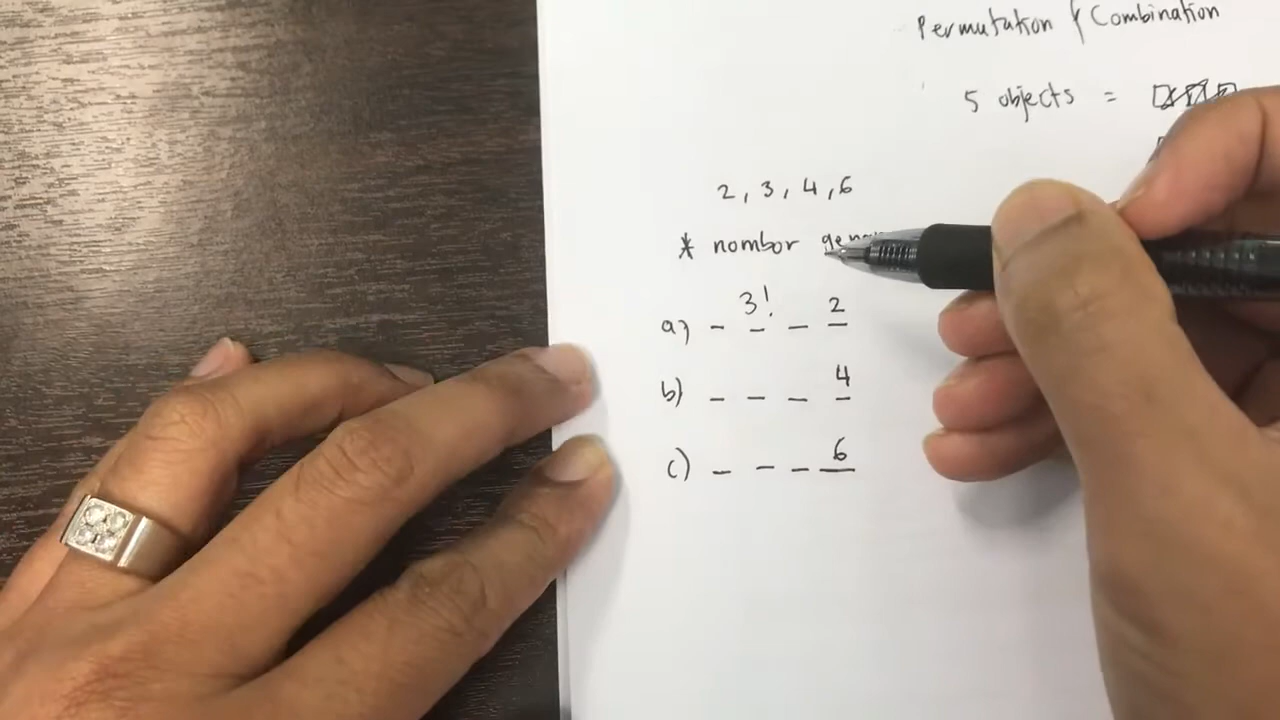 Permutation & Combination
5 objects =
2, 3, 4, 6
* nombor
3! 2
a) _ _ _ _
4
b) _ _ _ _
6
c) _ _ _ _